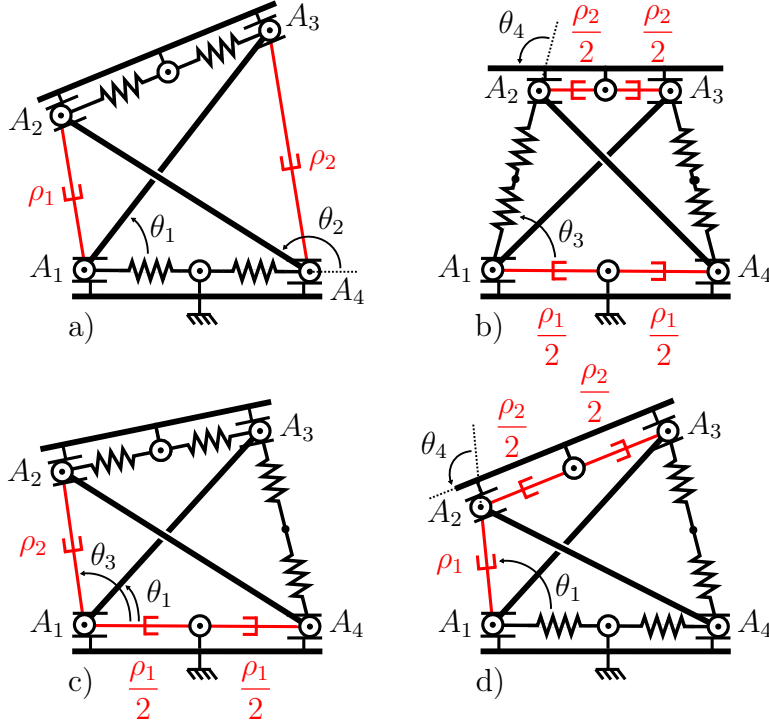 A₃
A₂
ρ₁
ρ₂
θ₁
θ₂
A₁
A₄
a)
θ₄
ρ₂/2
ρ₂/2
A₂
A₃
θ₃
A₁
A₄
ρ₁/2
ρ₁/2
b)
A₃
A₂
ρ₂
θ₃
θ₁
A₁
A₄
ρ₁/2
ρ₁/2
c)
ρ₂/2
ρ₂/2
θ₄
A₃
A₂
ρ₁
θ₁
A₁
A₄
d)